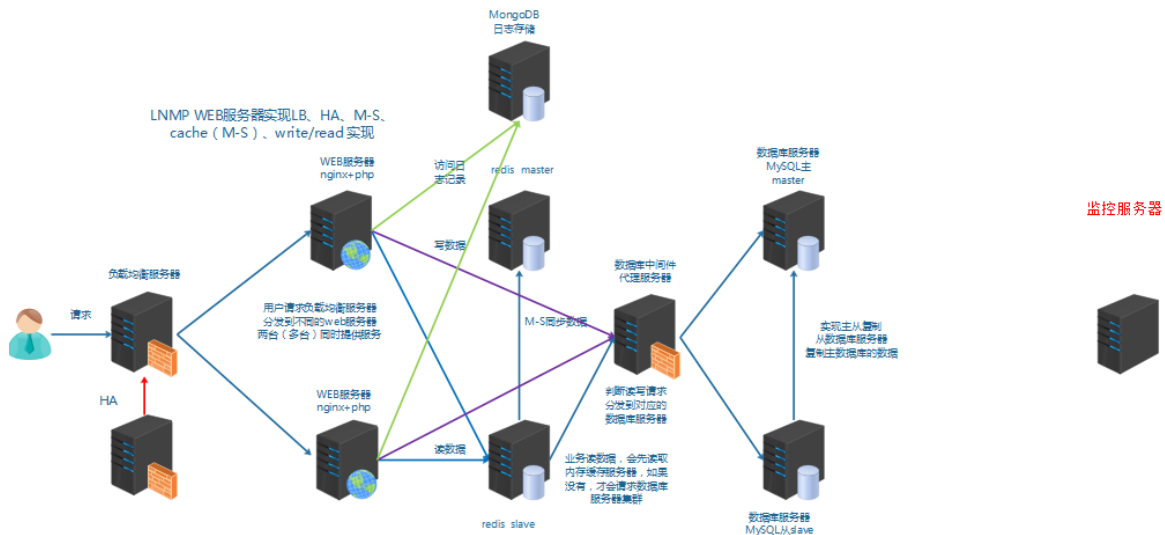 MongoDB
日志存储
LNMP WEB服务器实现LB、HA、M-S、
cache（M-S）、write/read 实现
WEB服务器
nginx+php
访问日
志记录
redis master
数据库服务器
MySQL主
master
监控服务器
负载均衡服务器
写数据
数据库中间件
代理服务器
请求
用户请求负载均衡服务器
分发到不同的web服务器
两台（多台）同时提供服务
M-S同步数据
实现主从复制
从数据库服务器
复制主数据库的数据
HA
WEB服务器
nginx+php
判断读写请求
分发到对应的
数据库服务器
读数据
业务读数据，会先读取
内存缓存服务器，如果
没有，才会请求数据库
服务器集群
redis slave
数据库服务器
MySQL从slave